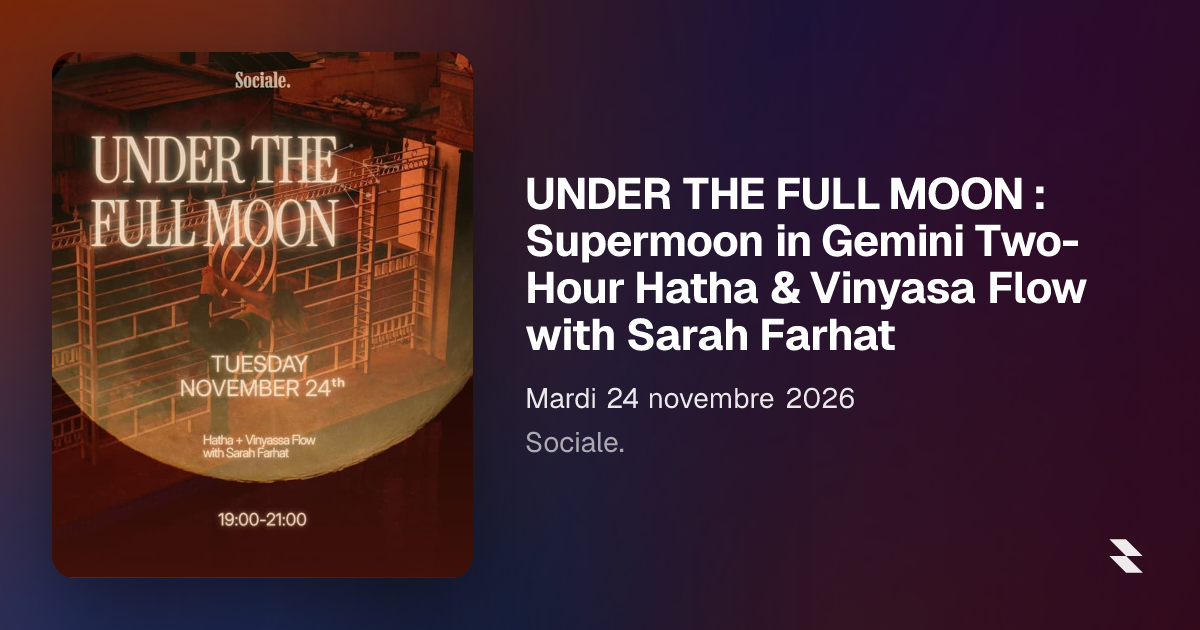 Sociale.
UNDER THE
FULL MOON
TUESDAY
NOVEMBER 24th
Hatha + Vinyassa Flow
with Sarah Farhat
19:00-21:00
UNDER THE FULL MOON :
Supermoon in Gemini Two-
Hour Hatha & Vinyasa Flow
with Sarah Farhat
Mardi 24 novembre 2026
Sociale.